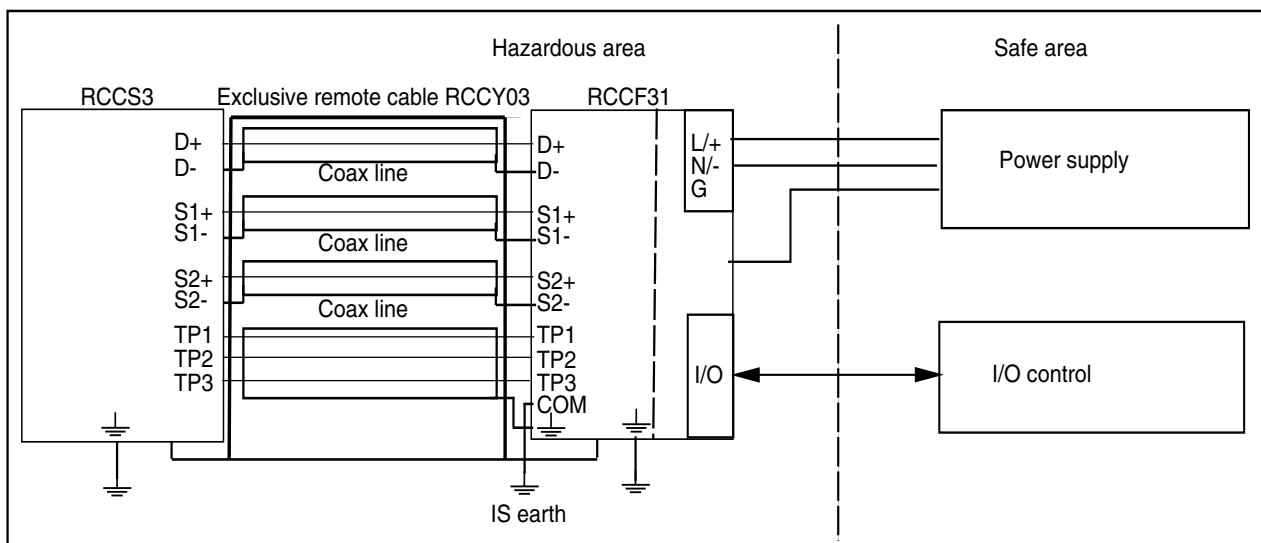 Hazardous area
Safe area
RCCS3
Exclusive remote cable RCCY03
RCCF31
D+
D-
S1+
S1-
S2+
S2-
TP1
TP2
TP3
Coax line
Coax line
Coax line
D+
D-
S1+
S1-
S2+
S2-
TP1
TP2
TP3
COM
IS earth
L/+
N/-
G
I/O
Power supply
I/O control